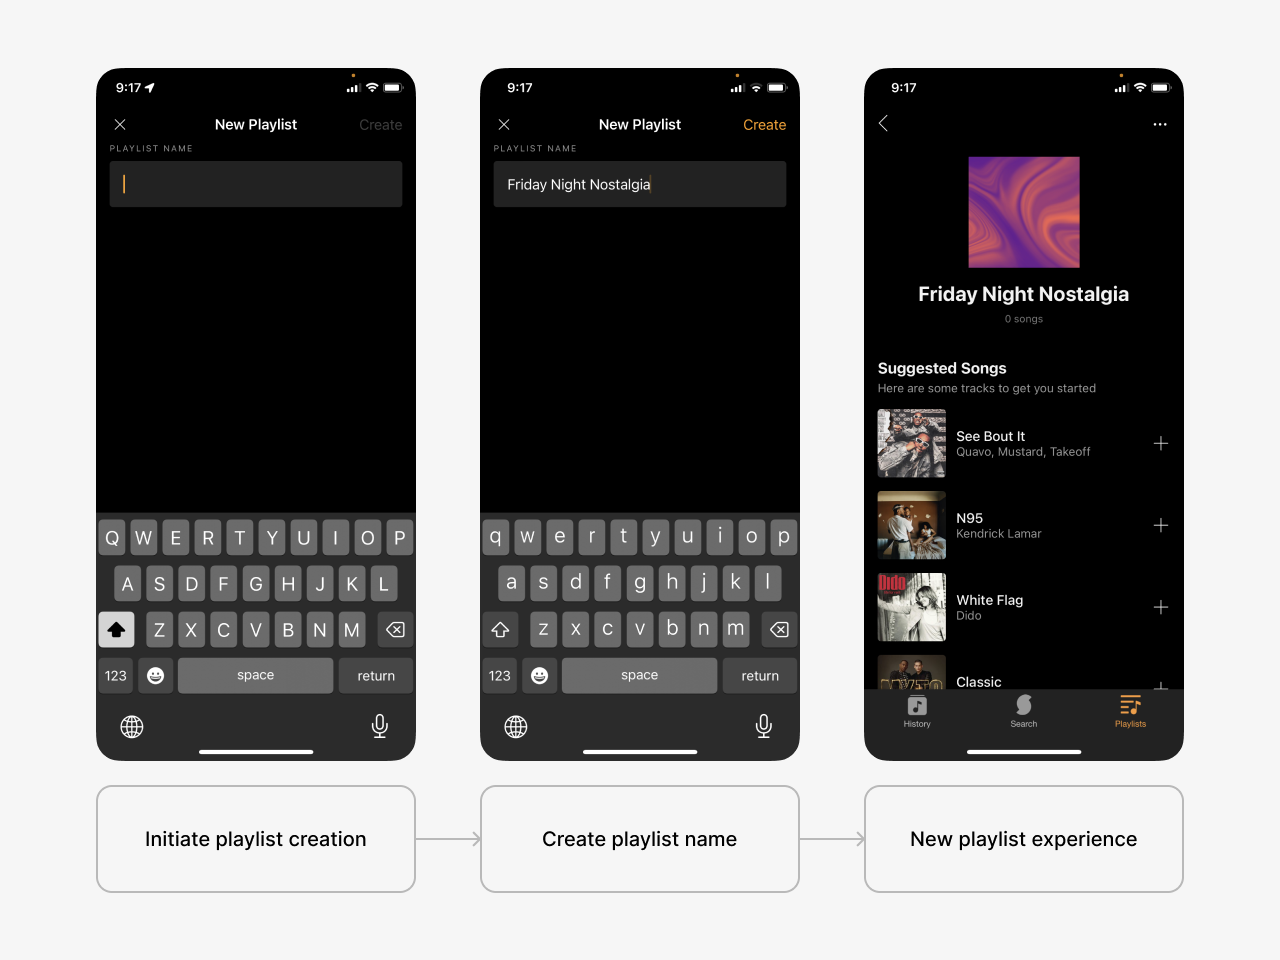 9:17
New Playlist
Create
PLAYLIST NAME
Q W E R T Y U I O P
A S D F G H J K L
Z X C V B N M
123 space return
Initiate playlist creation
9:17
New Playlist
Create
PLAYLIST NAME
Friday Night Nostalgia
q w e r t y u i o p
a s d f g h j k l
z x c v b n m
123 space return
Create playlist name
9:17
Friday Night Nostalgia
0 songs
Suggested Songs
Here are some tracks to get you started
See Bout It
Quavo, Mustard, Takeoff
N95
Kendrick Lamar
Dido
White Flag
Dido
Classic
History
Search
Playlists
New playlist experience